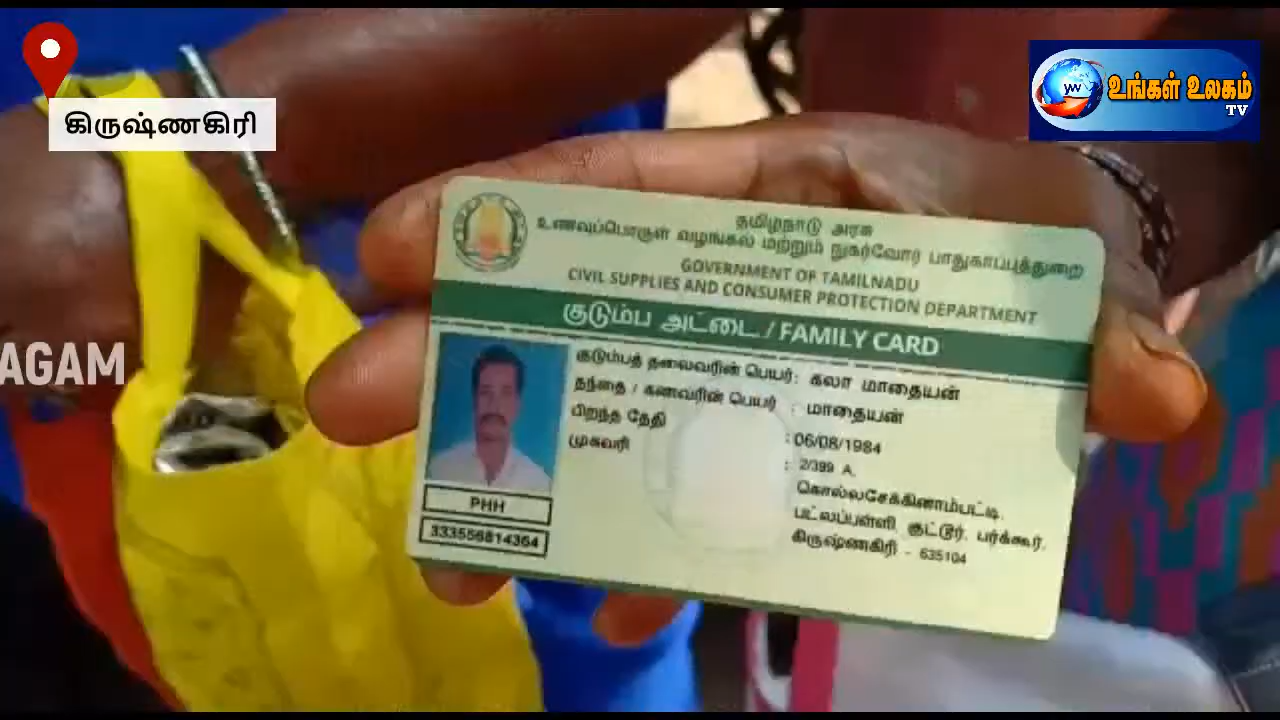 கிருஷ்ணகிரி
yw உங்கள் உலகம்
TV
AGAM
தமிழ்நாடு அரசு
உணவுப்பொருள் வழங்கல் மற்றும் நுகர்வோர் பாதுகாப்புத்துறை
GOVERNMENT OF TAMILNADU
CIVIL SUPPLIES AND CONSUMER PROTECTION DEPARTMENT
குடும்ப அட்டை / FAMILY CARD
குடும்பத் தலைவரின் பெயர்: கலா மாதையன்
தந்தை / கணவரின் பெயர் : மாதையன்
பிறந்த தேதி : 06/08/1984
முகவரி : 2/399 A,
கொல்லசேக்கினாம்பட்டி,
பட்லப்பள்ளி, குட்டூர், பர்க்கூர்,
கிருஷ்ணகிரி - 635104
PHH
333556814364